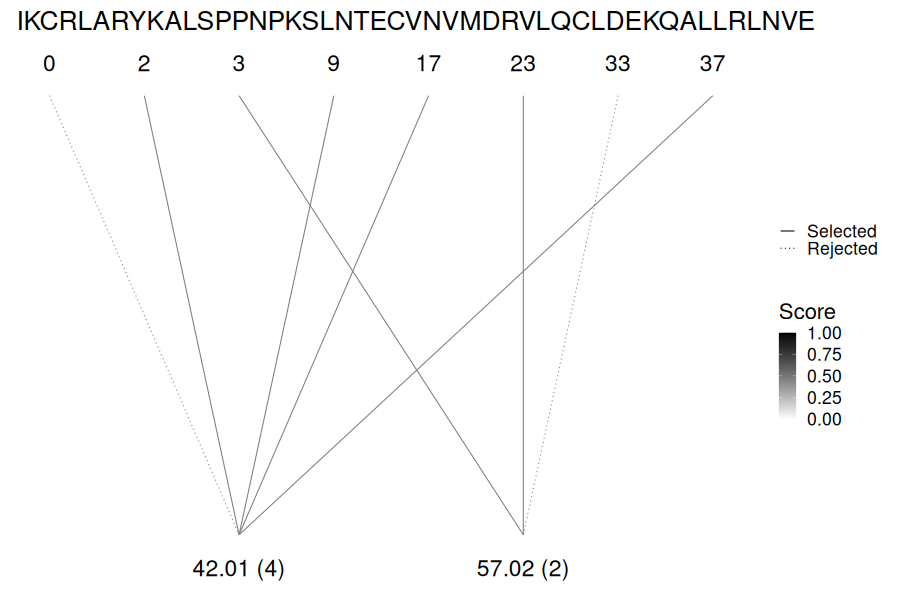 IKCRLARYKALSPPNPKSLNTECVNVMDRVLQCLDEKQALLRLNVE
0 2 3 9 17 23 33 37
Selected
Rejected
Score
1.00
0.75
0.50
0.25
0.00
42.01 (4) 57.02 (2)